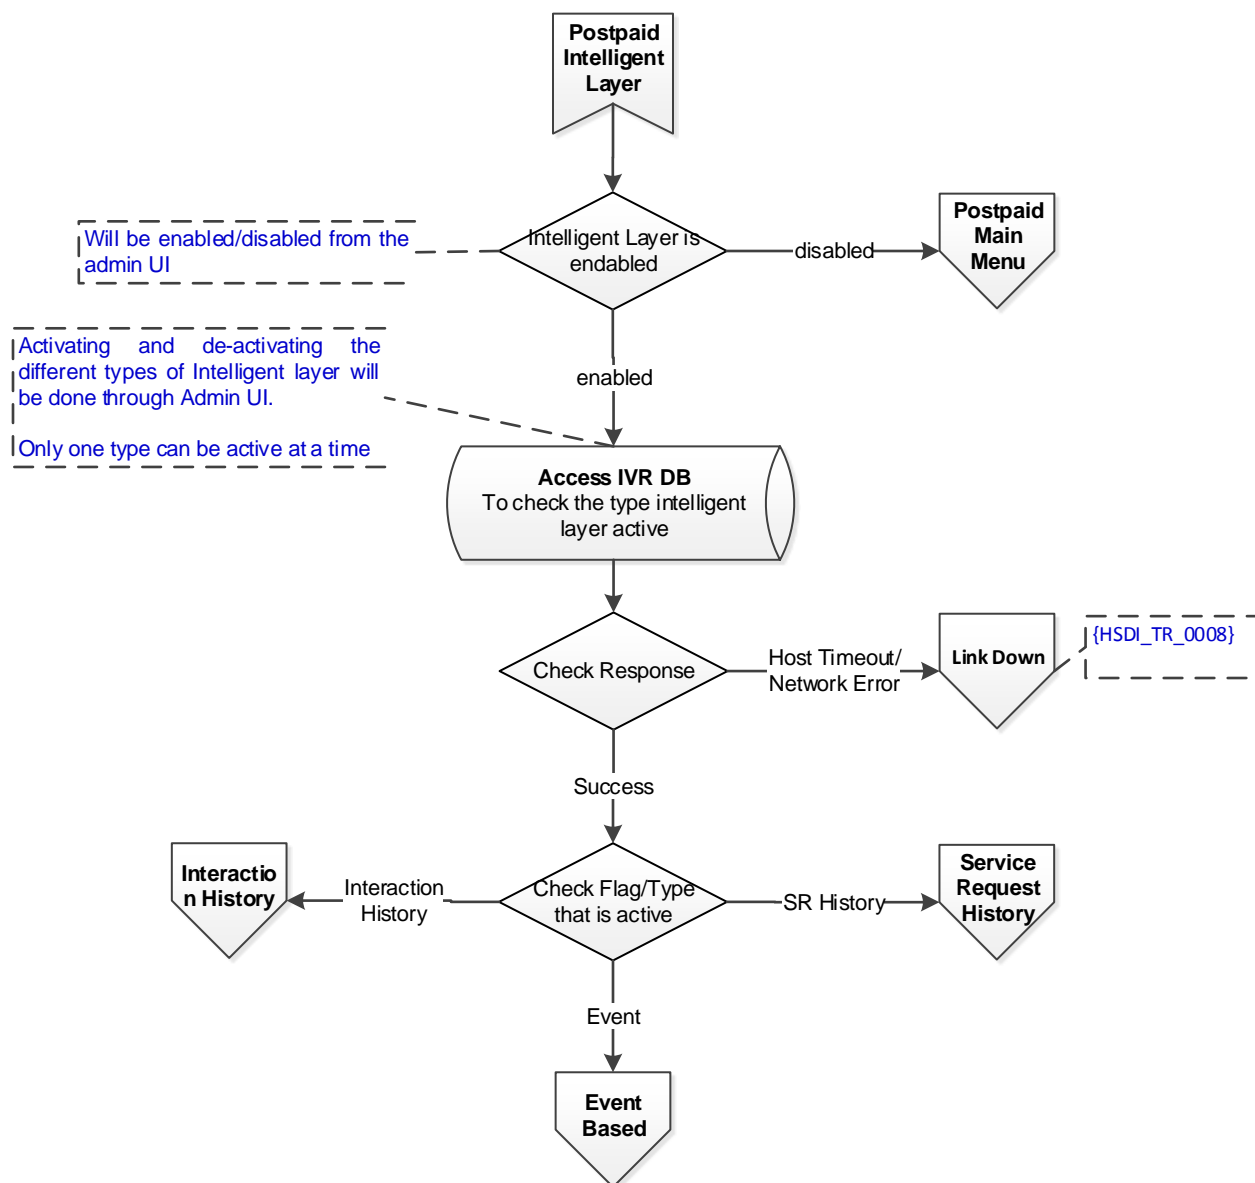 Postpaid
Intelligent
Layer
Will be enabled/disabled from the
admin UI
Intelligent Layer is
endabled
disabled
Postpaid
Main
Menu
Activating and de-activating the
different types of Intelligent layer will
be done through Admin UI.
Only one type can be active at a time
enabled
Access IVR DB
To check the type intelligent
layer active
Check Response
Host Timeout/
Network Error
Link Down
{HSDI_TR_0008}
Success
Interactio
n History
Interaction
History
Check Flag/Type
that is active
SR History
Service
Request
History
Event
Event
Based